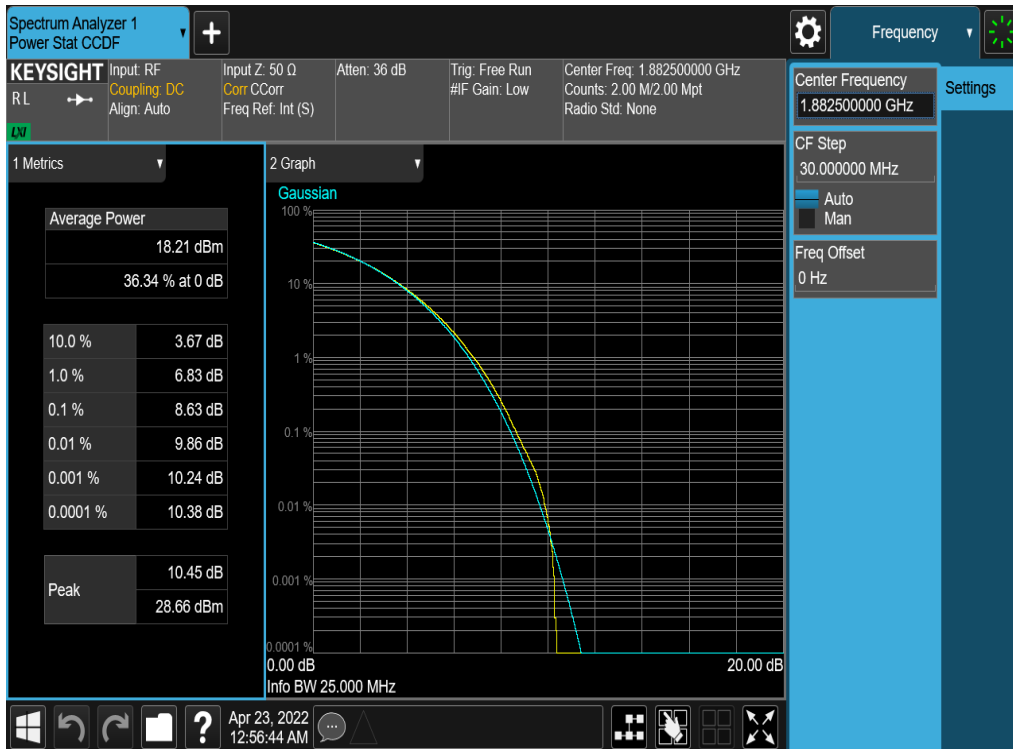 Spectrum Analyzer 1
Power Stat CCDF
+
Frequency
KEYSIGHT
RL
LXI
Input: RF
Coupling: DC
Align: Auto
Input Z: 50 Ω
Corr CCorr
Freq Ref: Int (S)
Atten: 36 dB
Trig: Free Run
#IF Gain: Low
Center Freq: 1.882500000 GHz
Counts: 2.00 M/2.00 Mpt
Radio Std: None
Center Frequency
1.882500000 GHz
Settings
CF Step
30.000000 MHz
Auto
Man
Freq Offset
0 Hz
1 Metrics
Average Power
18.21 dBm
36.34 % at 0 dB
10.0 % 3.67 dB
1.0 % 6.83 dB
0.1 % 8.63 dB
0.01 % 9.86 dB
0.001 % 10.24 dB
0.0001 % 10.38 dB
Peak
10.45 dB
28.66 dBm
2 Graph
Gaussian
100 %
10 %
1 %
0.1 %
0.01 %
0.001 %
0.0001 %
0.00 dB 20.00 dB
Info BW 25.000 MHz
?
Apr 23, 2022
12:56:44 AM